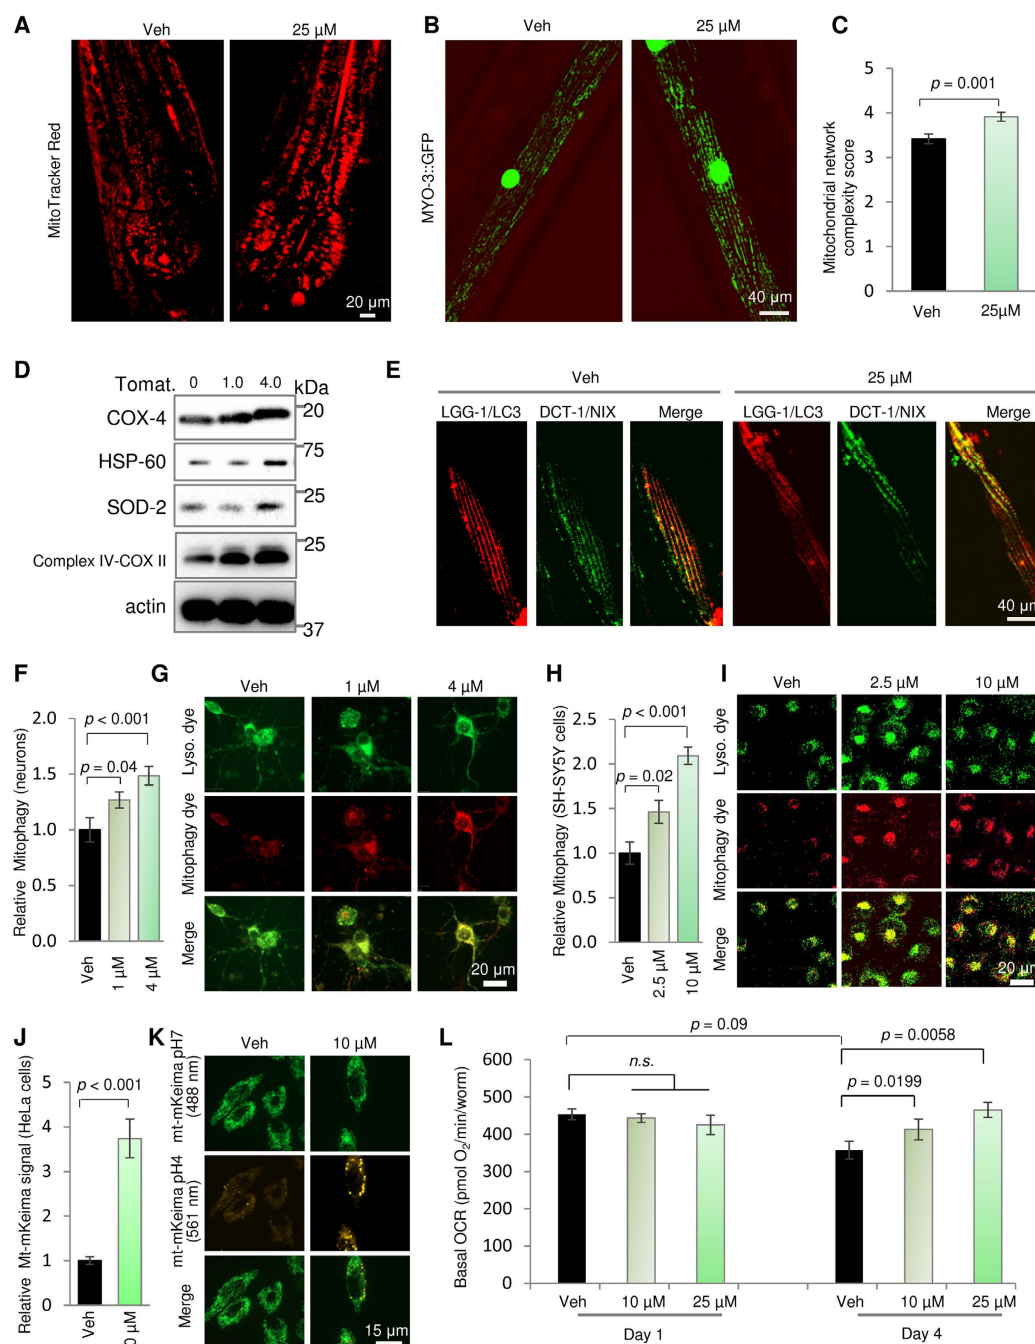 A
Veh
25 µM
MitoTracker Red
20 µm
B
Veh
25 µM
MYO-3::GFP
40 µm
C
Mitochondrial network
complexity score
5
4
3
2
1
0
p = 0.001
Veh
25µM
D
Tomat. 0 1.0 4.0 kDa
COX-4
20
HSP-60
75
SOD-2
25
Complex IV-COX II
25
actin
37
E
Veh
25 µM
LGG-1/LC3 DCT-1/NIX Merge
LGG-1/LC3 DCT-1/NIX Merge
40 µm
F
Relative Mitophagy (neurons)
2.0
1.5
1.0
0.5
0.0
p < 0.001
p = 0.04
Veh
1 µM
4 µM
G
Veh
1 µM
4 µM
Lyso. dye
Mitophagy dye
Merge
20 µm
H
Relative Mitophagy (SH-SY5Y cells)
2.5
2.0
1.5
1.0
0.5
0.0
p < 0.001
p = 0.02
Veh
2.5 µM
10 µM
I
Veh
2.5 µM
10 µM
Lyso. dye
Mitophagy dye
Merge
20 µm
J
Relative Mt-mKeima signal (HeLa cells)
5
4
3
2
1
0
p < 0.001
Veh
0 µM
K
Veh
10 µM
mt-mKeima pH7
(488 nm)
mt-mKeima pH4
(561 nm)
Merge
15 µm
L
Basal OCR (pmol O₂/min/worm)
600
500
400
300
200
100
0
p = 0.09
n.s.
p = 0.0058
p = 0.0199
Veh 10 µM 25 µM
Day 1
Veh 10 µM 25 µM
Day 4